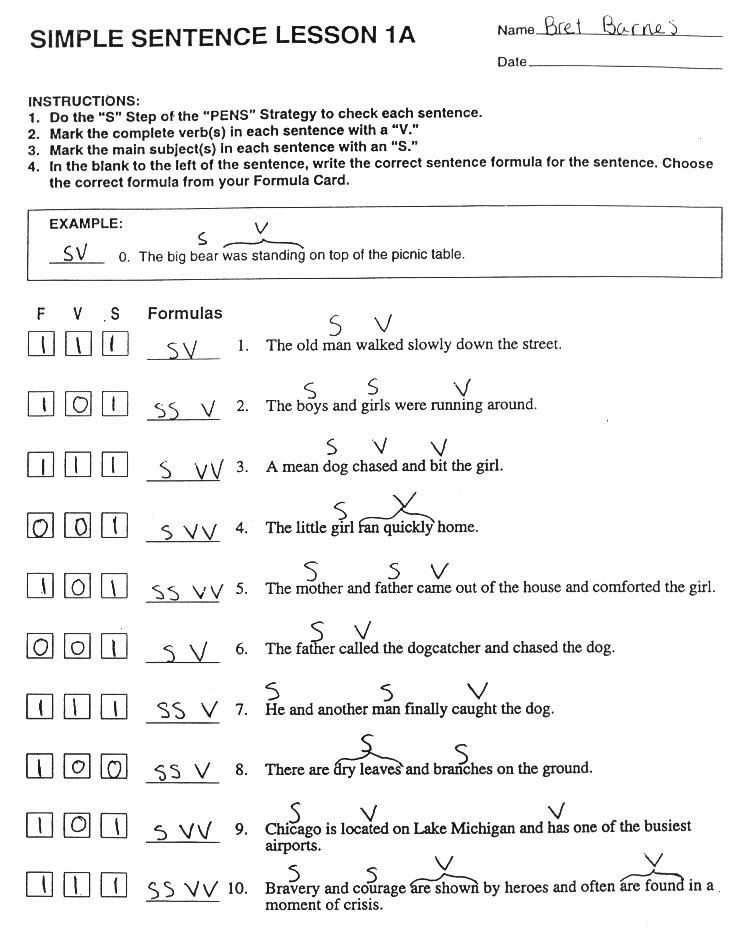 SIMPLE SENTENCE LESSON 1A
Name Bret Barnes
Date
INSTRUCTIONS:
1. Do the “S” Step of the “PENS” Strategy to check each sentence.
2. Mark the complete verb(s) in each sentence with a “V.”
3. Mark the main subject(s) in each sentence with an “S.”
4. In the blank to the left of the sentence, write the correct sentence formula for the sentence. Choose
the correct formula from your Formula Card.
EXAMPLE:
S V
SV 0. The big bear was standing on top of the picnic table.
F V S Formulas
S V
1 1 1 SV 1. The old man walked slowly down the street.
S S V
1 0 1 SS V 2. The boys and girls were running around.
S V V
1 1 1 S VV 3. A mean dog chased and bit the girl.
S V
0 0 1 S VV 4. The little girl ran quickly home.
S S V
1 0 1 SS VV 5. The mother and father came out of the house and comforted the girl.
S V
0 0 1 S V 6. The father called the dogcatcher and chased the dog.
S S V
1 1 1 SS V 7. He and another man finally caught the dog.
S S
1 0 0 SS V 8. There are dry leaves and branches on the ground.
S V V
1 0 1 S VV 9. Chicago is located on Lake Michigan and has one of the busiest
airports.
S S V V
1 1 1 SS VV 10. Bravery and courage are shown by heroes and often are found in a
moment of crisis.